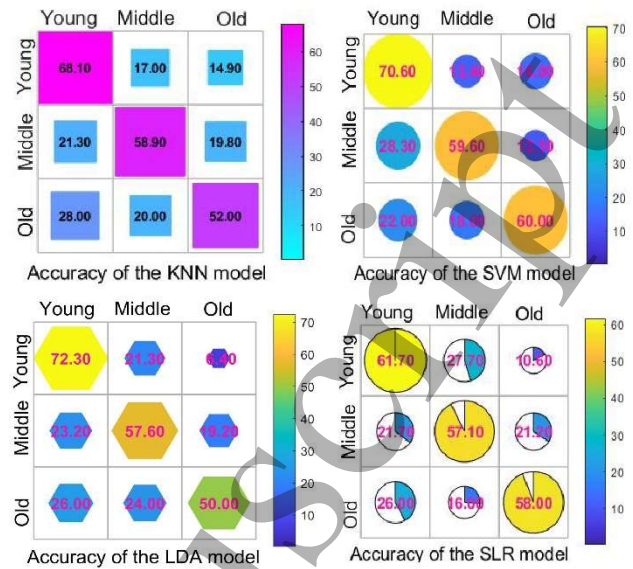 Young Middle Old
Young
68.10 17.00 14.90
Middle
21.30 58.90 19.80
Old
28.00 20.00 52.00
60
50
40
30
20
10
Accuracy of the KNN model
Young Middle Old
Young
70.60
Middle
28.30 59.60
Old
22.00 18.00 60.00
70
60
50
40
30
20
10
Accuracy of the SVM model
Young Middle Old
Young
72.30 21.30 6.40
Middle
23.20 57.60 19.20
Old
26.00 24.00 50.00
70
60
50
40
30
20
10
Accuracy of the LDA model
Young Middle Old
Young
61.70 27.70 10.60
Middle
21.70 57.10 21.20
Old
26.00 16.00 58.00
60
50
40
30
20
10
Accuracy of the SLR model
script